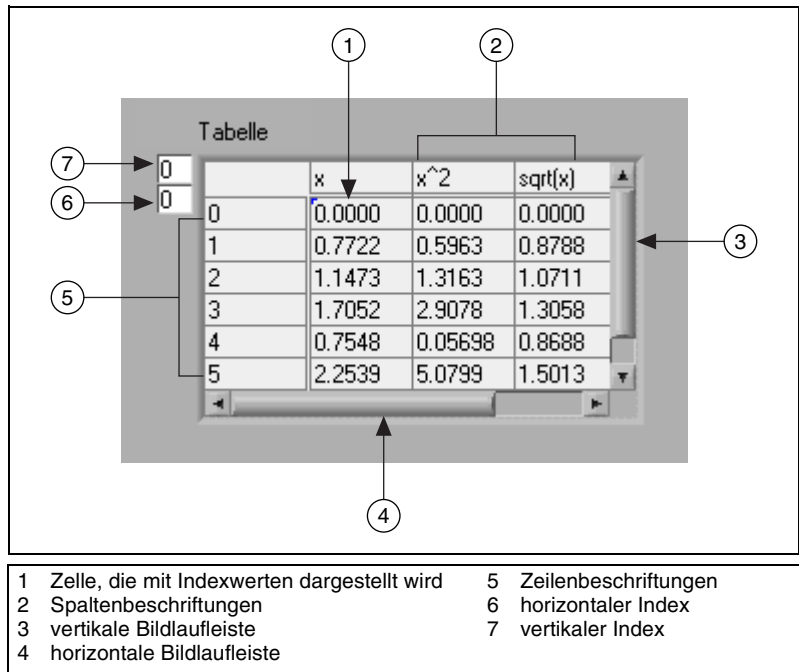 1 2
Tabelle
7 0
6 0
x x^2 sqrt(x)
0 0.0000 0.0000 0.0000
1 0.7722 0.5963 0.8788
2 1.1473 1.3163 1.0711
3 1.7052 2.9078 1.3058
4 0.7548 0.05698 0.8688
5 2.2539 5.0799 1.5013
3
5
4
1 Zelle, die mit Indexwerten dargestellt wird
2 Spaltenbeschriftungen
3 vertikale Bildlaufleiste
4 horizontale Bildlaufleiste
5 Zeilenbeschriftungen
6 horizontaler Index
7 vertikaler Index